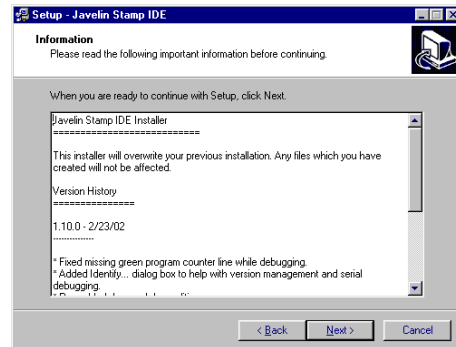 Setup - Javelin Stamp IDE
Information
Please read the following important information before continuing.
When you are ready to continue with Setup, click Next.
Javelin Stamp IDE Installer
===========================
This installer will overwrite your previous installation. Any files which you have
created will not be affected.
Version History
===============
1.10.0 - 2/23/02
--------------
* Fixed missing green program counter line while debugging.
* Added Identify... dialog box to help with version management and serial
debugging.
< Back
Next >
Cancel